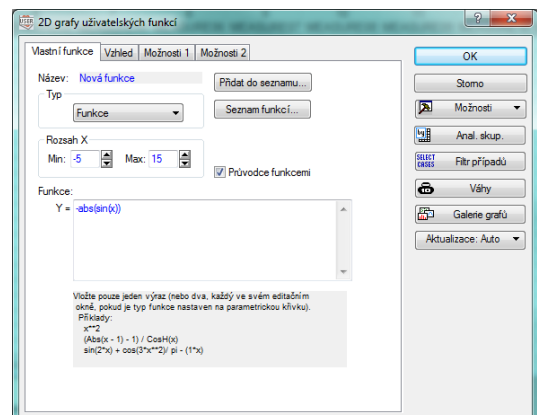 2D grafy uživatelských funkcí
Vlastní funkce Vzhled Možnosti 1 Možnosti 2
Název: Nová funkce
Přidat do seznamu...
Typ
Funkce
Seznam funkcí...
Rozsah X
Min: -5 Max: 15
Průvodce funkcemi
Funkce:
Y = -abs(sin(x))
Vložte pouze jeden výraz (nebo dva, každý ve svém editačním
okně, pokud je typ funkce nastaven na parametrickou křivku).
Příklady:
x**2
(Abs(x - 1) - 1) / CosH(x)
sin(2*x) + cos(3*x**2)/ pi - (1*x)
OK
Storno
Možnosti
Anal. skup.
SELECT
CASES
Filtr případů
Váhy
Galerie grafů
Aktualizace: Auto